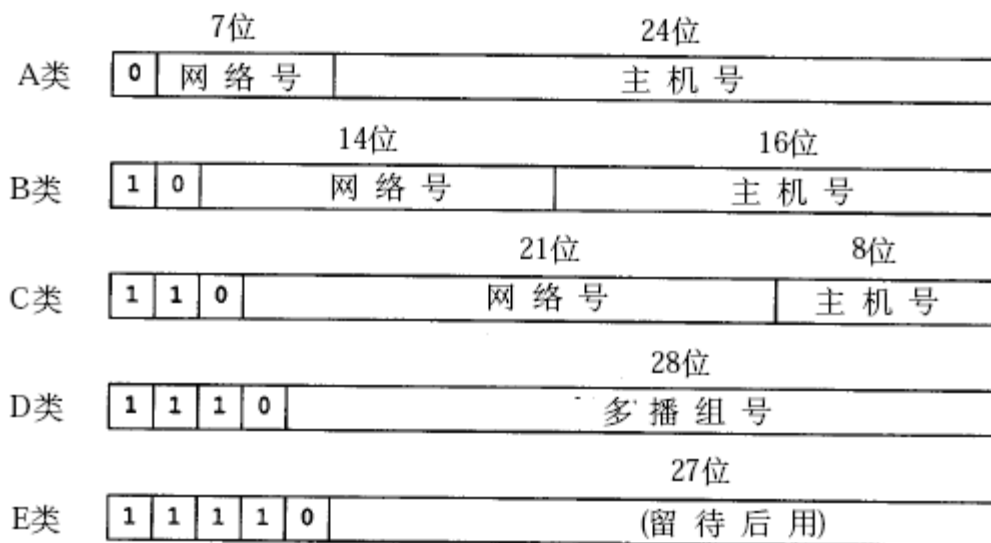 7位 24位
A类 0 网络号 主机号
14位 16位
B类 1 0 网络号 主机号
21位 8位
C类 1 1 0 网络号 主机号
28位
D类 1 1 1 0 多播组号
27位
E类 1 1 1 1 0 (留待后用)